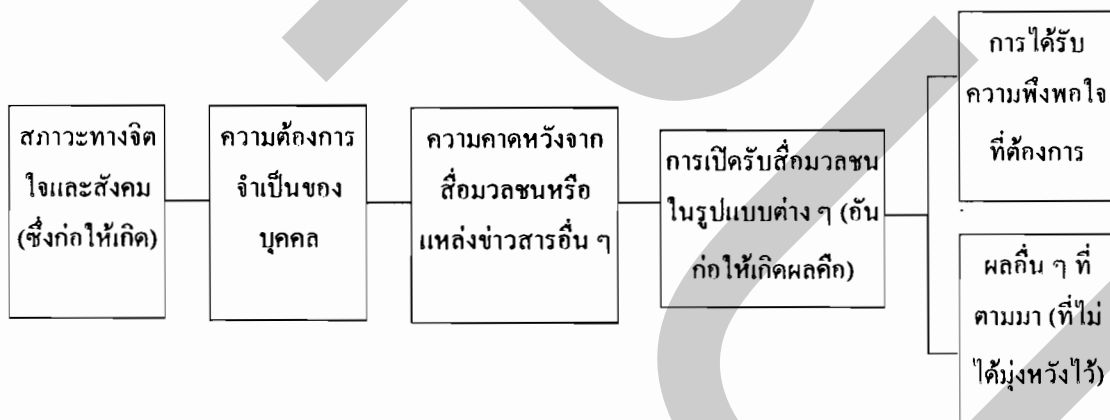 สภาวะทางจิต
ใจและสังคม
(ซึ่งก่อให้เกิด)
ความต้องการ
จำเป็นของ
บุคคล
ความคาดหวังจาก
สื่อมวลชนหรือ
แหล่งข่าวสารอื่น ๆ
การเปิดรับสื่อมวลชน
ในรูปแบบต่าง ๆ (อัน
ก่อให้เกิดผลคือ)
การได้รับ
ความพึงพอใจ
ที่ต้องการ
ผลอื่น ๆ ที่
ตามมา (ที่ไม่
ได้มุ่งหวังไว้)